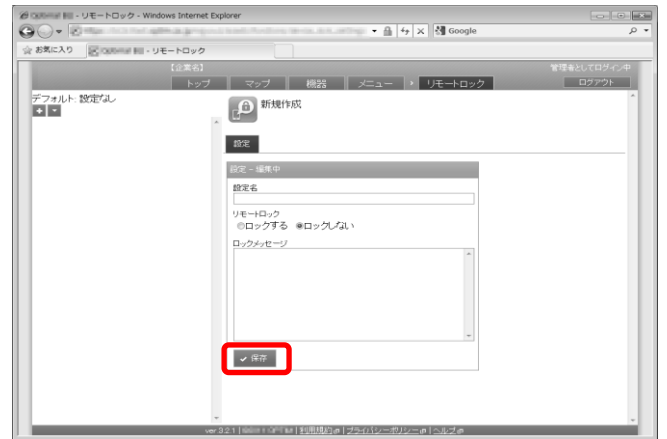 - リモートロック - Windows Internet Explorer
Google
お気に入り
- リモートロック
【企業名】
管理者としてログイン中
トップ マップ 機器 メニュー リモートロック ログアウト
デフォルト: 設定なし
新規作成
設定
設定 - 編集中
設定名
リモートロック
ロックする ロックしない
ロックメッセージ
保存
ver 3.2.1 | | 利用規約 | プライバシーポリシー | ヘルプ